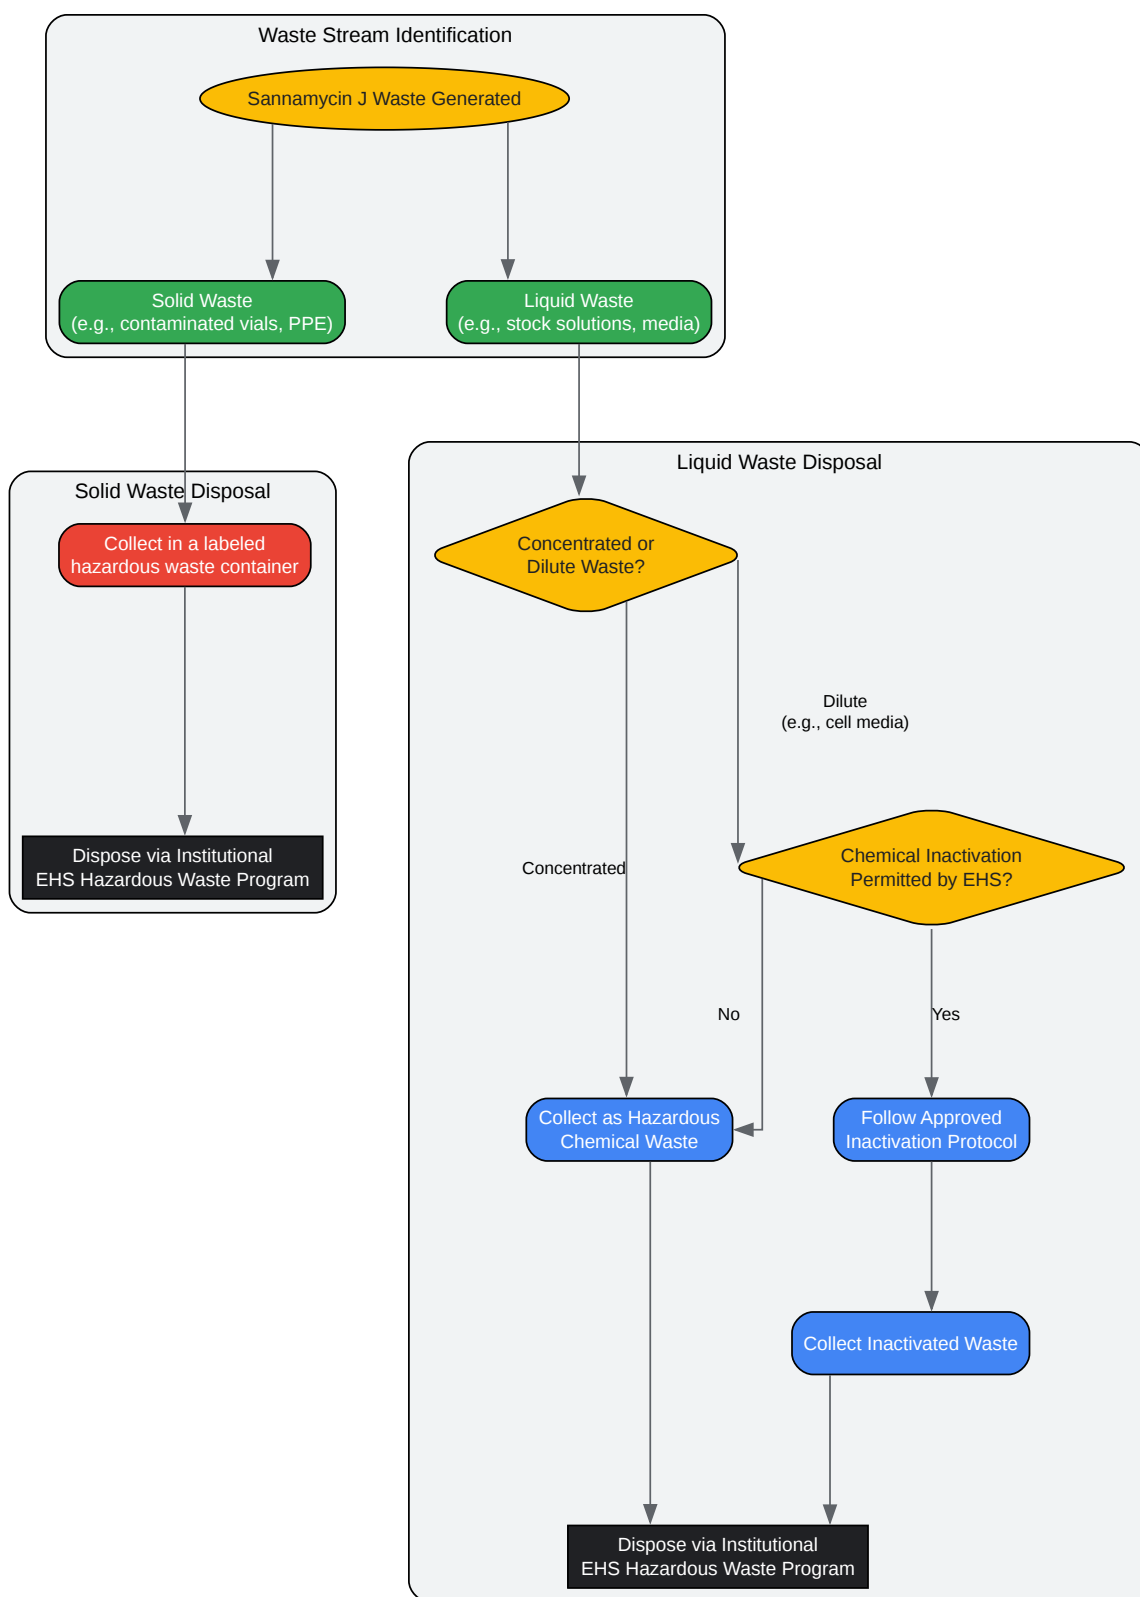 Waste Stream Identification
Sannamycin J Waste Generated
Solid Waste
(e.g., contaminated vials, PPE)
Liquid Waste
(e.g., stock solutions, media)
Solid Waste Disposal
Collect in a labeled
hazardous waste container
Dispose via Institutional
EHS Hazardous Waste Program
Liquid Waste Disposal
Concentrated or
Dilute Waste?
Dilute
(e.g., cell media)
Concentrated
Chemical Inactivation
Permitted by EHS?
No
Yes
Collect as Hazardous
Chemical Waste
Follow Approved
Inactivation Protocol
Collect Inactivated Waste
Dispose via Institutional
EHS Hazardous Waste Program